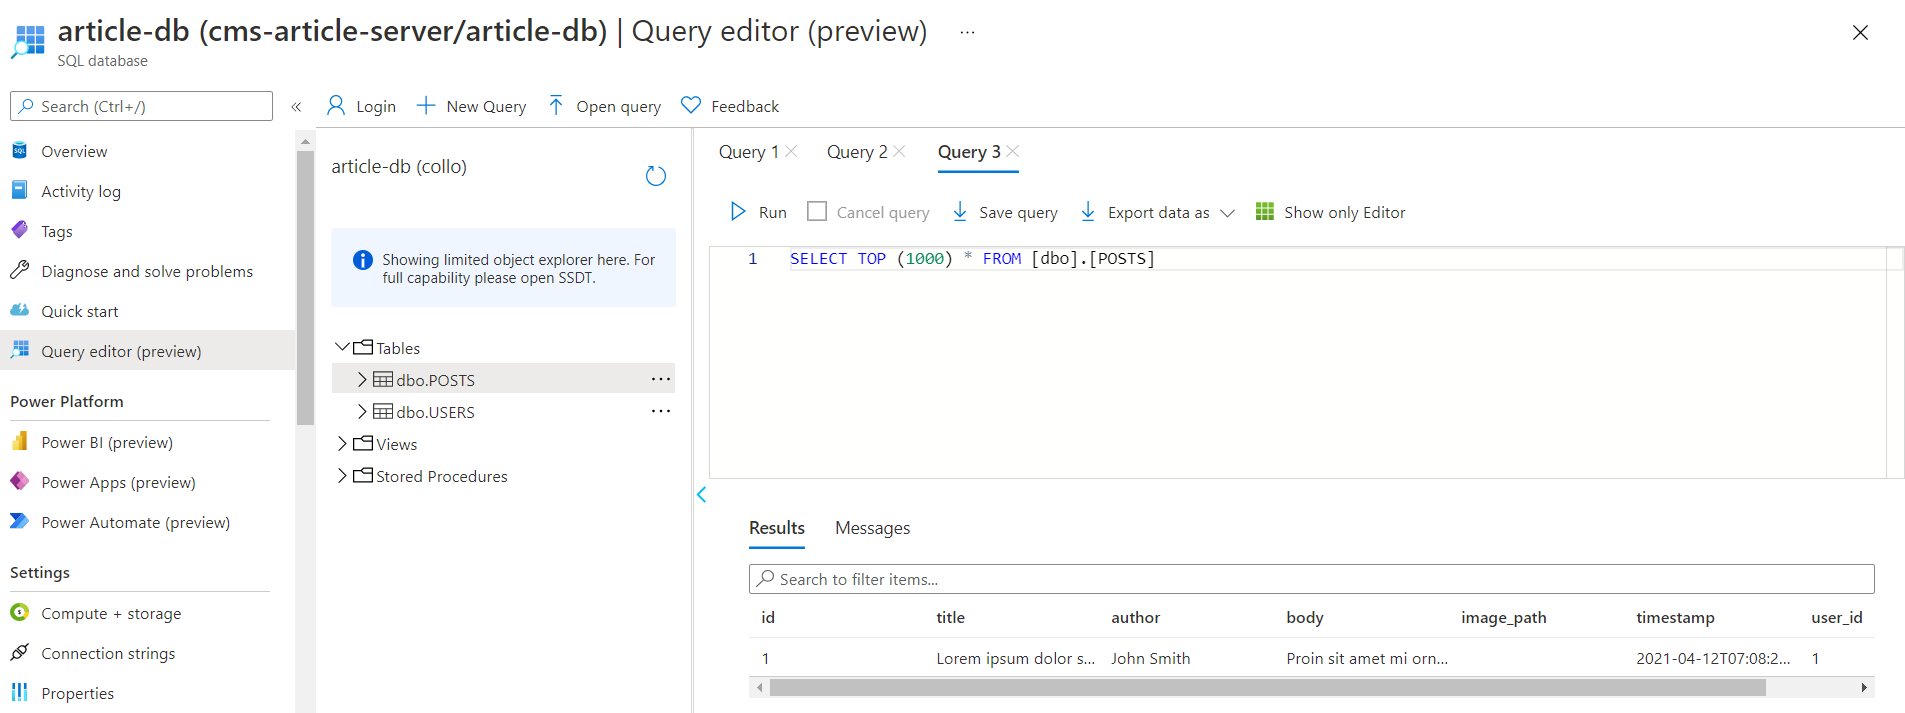 article-db (cms-article-server/article-db) | Query editor (preview) ...
SQL database
Search (Ctrl+/)
«
Overview
Activity log
Tags
Diagnose and solve problems
Quick start
Query editor (preview)
Power Platform
Power BI (preview)
Power Apps (preview)
Power Automate (preview)
Settings
Compute + storage
Connection strings
Properties
Login
New Query
Open query
Feedback
article-db (collo)
Showing limited object explorer here. For
full capability please open SSDT.
Tables
dbo.POSTS ...
dbo.USERS ...
Views
Stored Procedures
Query 1
Query 2
Query 3
Run
Cancel query
Save query
Export data as
Show only Editor
1 SELECT TOP (1000) * FROM [dbo].[POSTS]
Results
Messages
Search to filter items...
id title author body image_path timestamp user_id
1 Lorem ipsum dolor s... John Smith Proin sit amet mi orn... 2021-04-12T07:08:2... 1